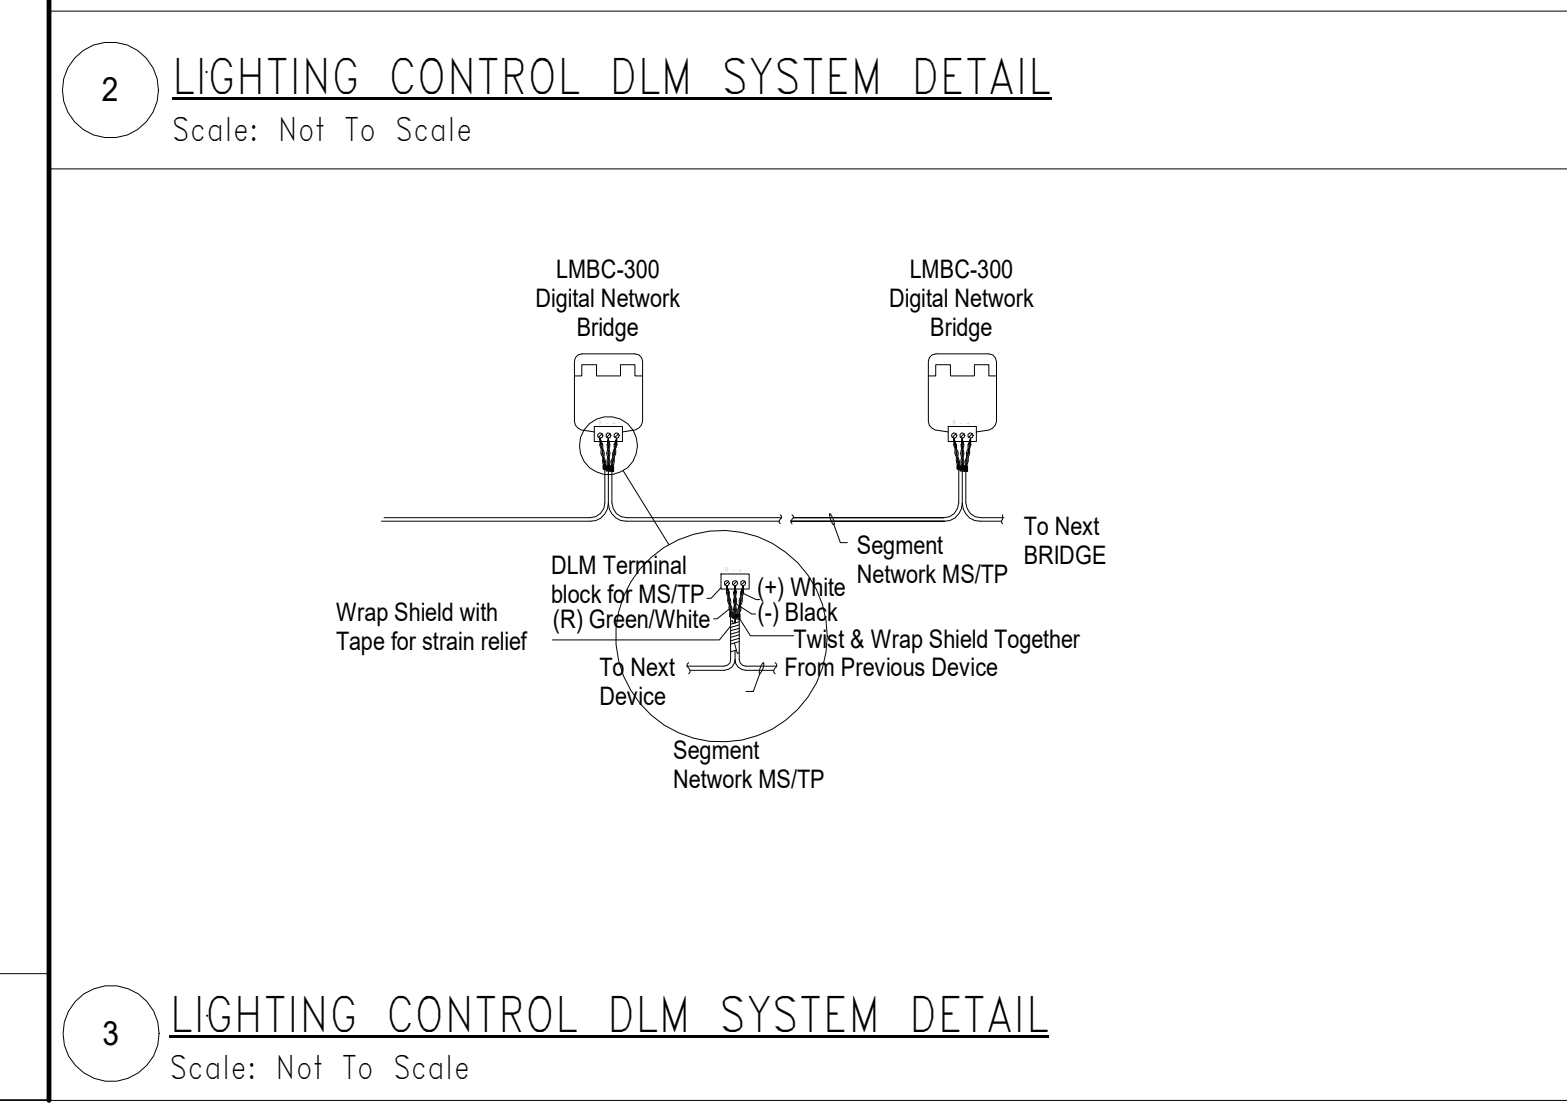 2
LIGHTING CONTROL DLM SYSTEM DETAIL
Scale: Not To Scale
LMBC-300
Digital Network
Bridge
LMBC-300
Digital Network
Bridge
To Next
BRIDGE
Segment
Network MS/TP
DLM Terminal
block for MS/TP
(R) Green/White
(+) White
(-) Black
Wrap Shield with
Tape for strain relief
Twist & Wrap Shield Together
To Next
Device
From Previous Device
Segment
Network MS/TP
3
LIGHTING CONTROL DLM SYSTEM DETAIL
Scale: Not To Scale